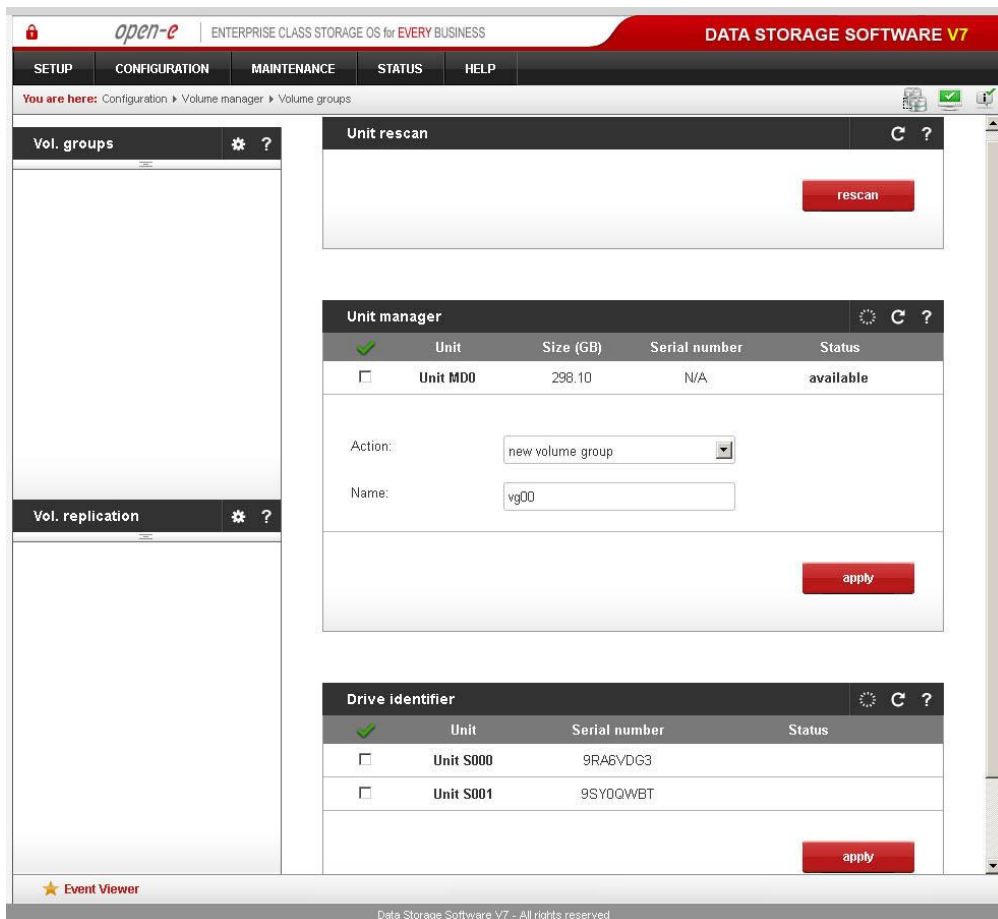 open-e ENTERPRISE CLASS STORAGE OS for EVERY BUSINESS DATA STORAGE SOFTWARE V7
SETUP CONFIGURATION MAINTENANCE STATUS HELP
You are here: Configuration Volume manager Volume groups
Vol. groups ?
Vol. replication ?
Unit rescan ?
rescan
Unit manager ?
Unit Size (GB) Serial number Status
Unit MD0 298.10 N/A available
Action: new volume group
Name: vg00
apply
Drive identifier ?
Unit Serial number Status
Unit S000 9RA6VDG3
Unit S001 9SY0QWBT
apply
Event Viewer
Data Storage Software V7 - All rights reserved